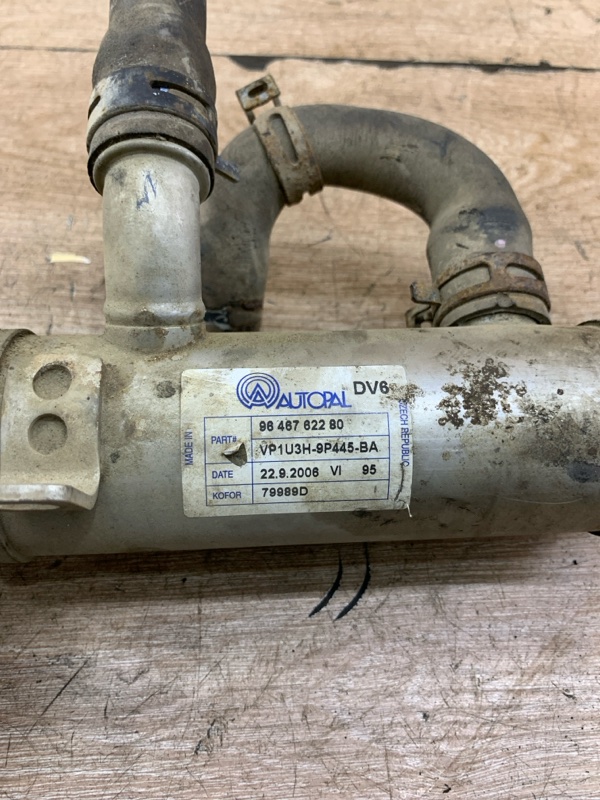 AUTOPAL
DV6
MADE IN
CZECH REPUBLIC
PART#
96 467 622 80
VP1U3H-9P445-BA
DATE
22.9.2006 VI 95
KOFOR
79989D I